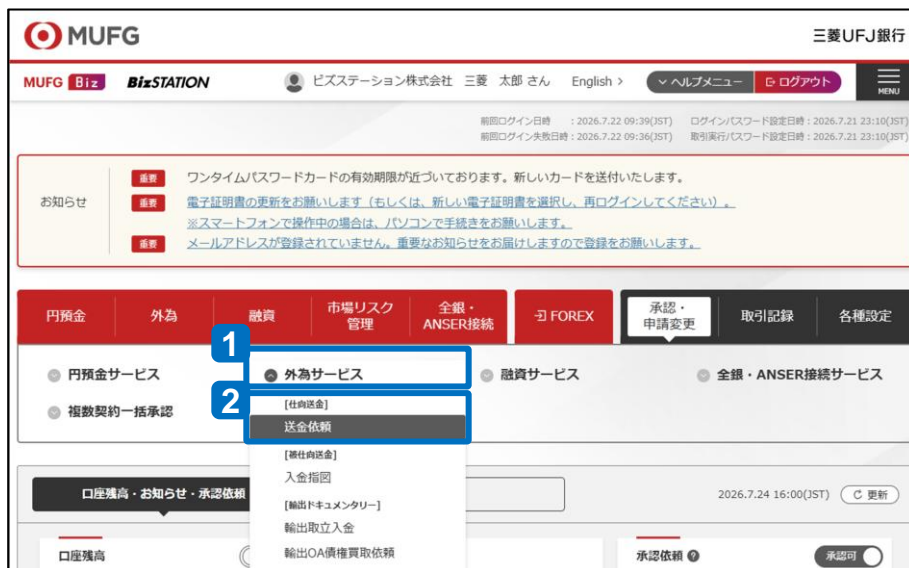 MUFG
三菱UFJ銀行
MUFG Biz BizSTATION ビズステーション株式会社 三菱 太郎 さん English ヘルプメニュー ログアウト MENU
前回ログイン日時 : 2026.7.22 09:39(JST) ログインパスワード設定日時 : 2026.7.21 23:10(JST)
前回ログイン失敗日時 : 2026.7.22 09:36(JST) 取引実行パスワード設定日時 : 2026.7.21 23:10(JST)
お知らせ
重要 ワンタイムパスワードカードの有効期限が近づいております。新しいカードを送付いたします。
重要 電子証明書の更新をお願いします（もしくは、新しい電子証明書を選択し、再ログインしてください）。
※スマートフォンで操作中の場合は、パソコンで手続きをお願いします。
重要 メールアドレスが登録されていません。重要なお知らせをお届けしますので登録をお願いします。
円預金 外為 融資 市場リスク管理 全銀・ANSER接続 FOREX 承認・申請変更 取引記録 各種設定
1
円預金サービス 外為サービス 融資サービス 全銀・ANSER接続サービス
2
複数契約一括承認
[仕向送金]
送金依頼
[被仕向送金]
入金指図
[輸出ドキュメンタリー]
輸出取立入金
輸出OA債権買取依頼
口座残高・お知らせ・承認依頼
2026.7.24 16:00(JST) 更新
口座残高
承認依頼 ? 承認可